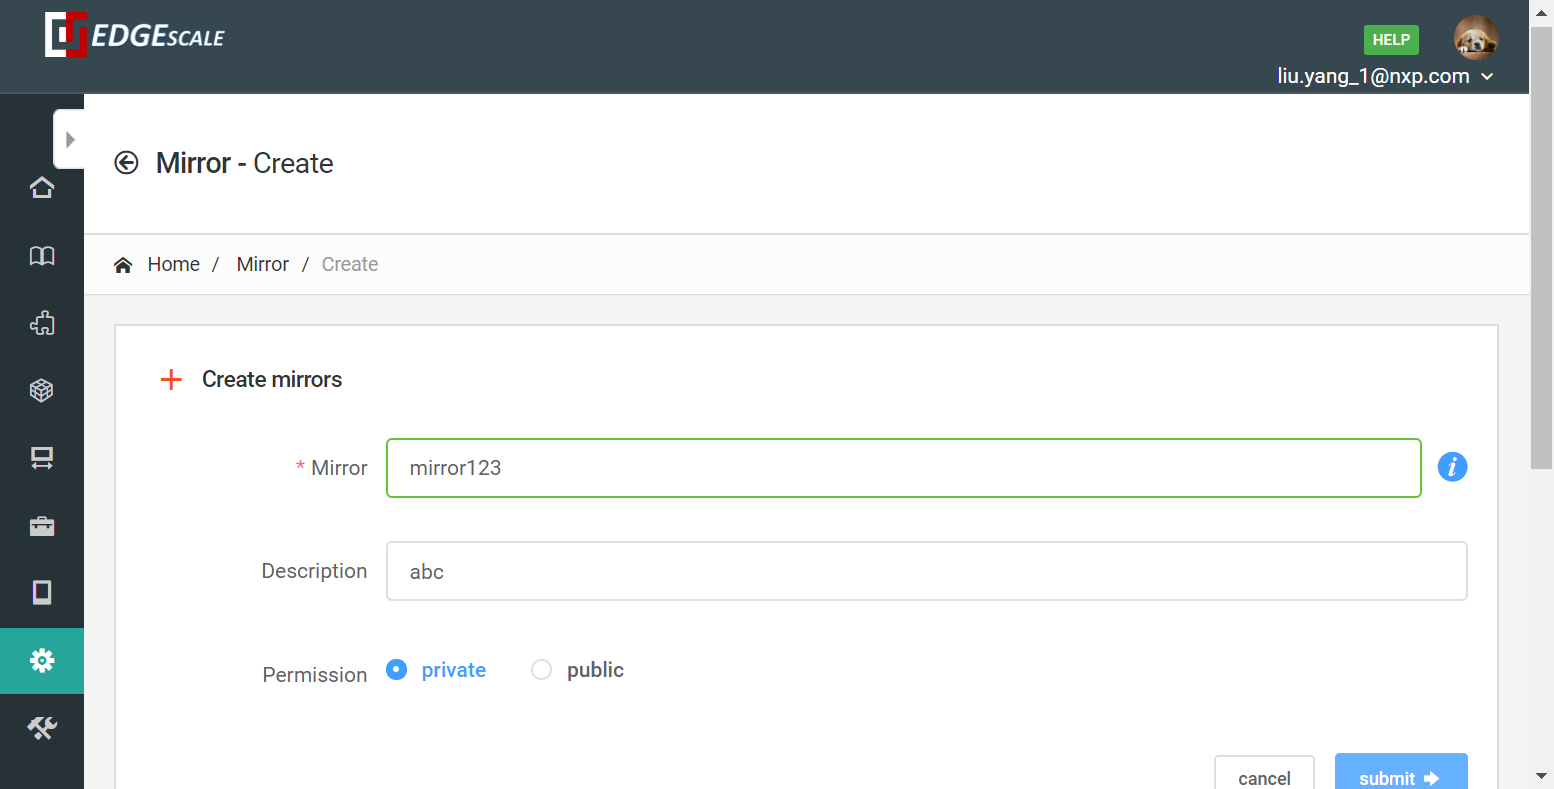 EDGESCALE
HELP
liu.yang_1@nxp.com
Mirror - Create
Home / Mirror / Create
Create mirrors
* Mirror mirror123
Description abc
Permission private public
cancel submit